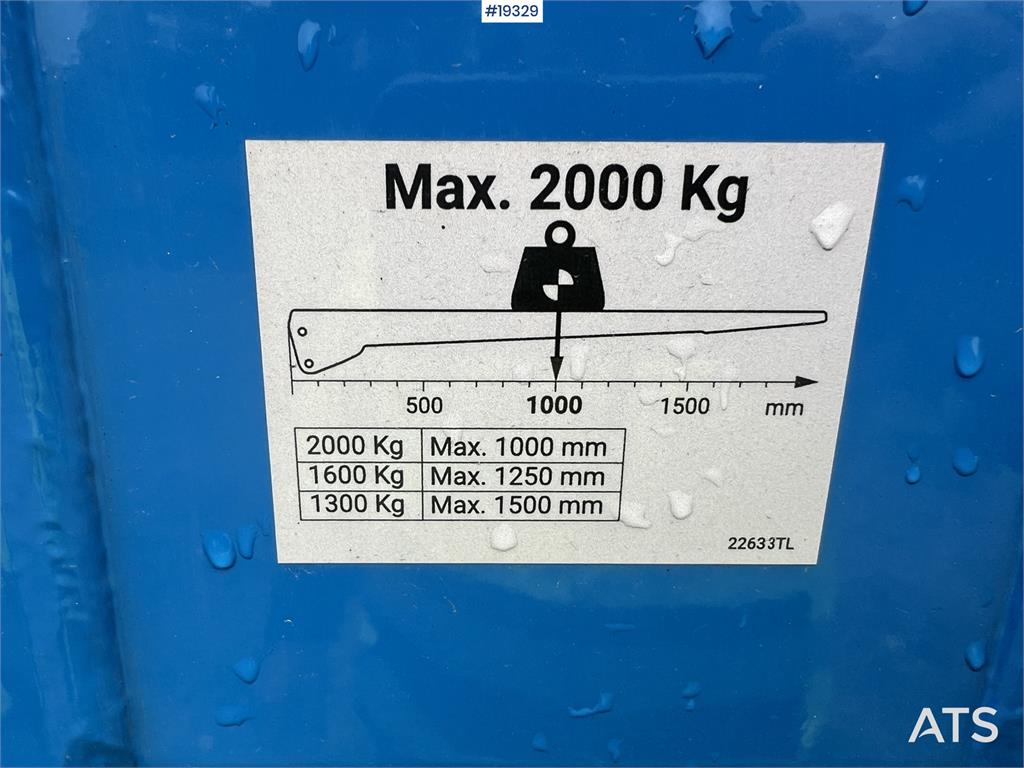 #19329
Max. 2000 Kg
500 1000 1500 mm
2000 Kg Max. 1000 mm
1600 Kg Max. 1250 mm
1300 Kg Max. 1500 mm
22633TL
ATS